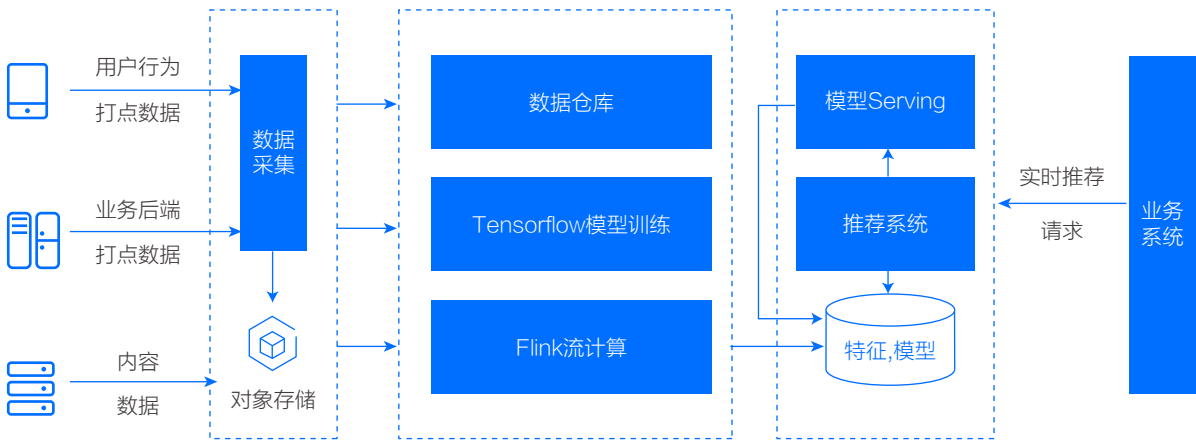 用户行为
打点数据
业务后端
打点数据
内容
数据
数据
采集
对象存储
数据仓库
Tensorflow模型训练
Flink流计算
模型Serving
推荐系统
特征,模型
实时推荐
请求
业务
系统